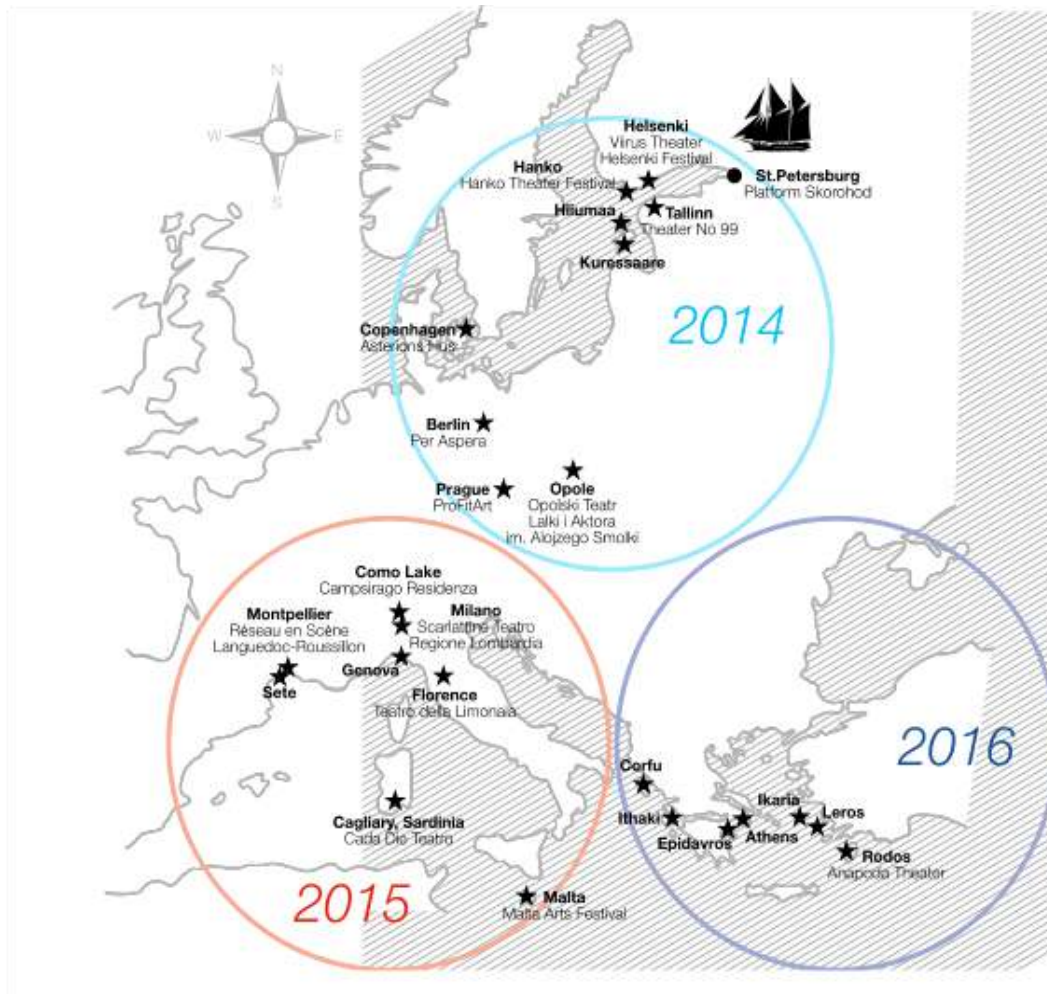 N
W
E
S
Helsenki
Viirus Theater
Helsenki Festival
Hanko
Hanko Theater Festival
St.Petersburg
Platform Skorohod
Hiiumaa
Tallinn
Theater No 99
Kuressaare
2014
Copenhagen
Asterions Hus
Berlin
Per Aspera
Prague
ProFitArt
Opole
Opolski Teatr
Lalki i Aktora
im. Alojzego Smolki
Como Lake
Campsirago Residenza
Montpellier
Réseau en Scène
Languedoc-Roussillon
Milano
Scarlattine Teatro
Regione Lombardia
Genova
Sete
Florence
Teatro della Limonaia
2016
Corfu
Ithaki
Epidavros
Athens
Ikaria
Leros
Rodos
Anapoda Theater
Cagliary, Sardinia
Cada Die Teatro
2015
Malta
Malta Arts Festival